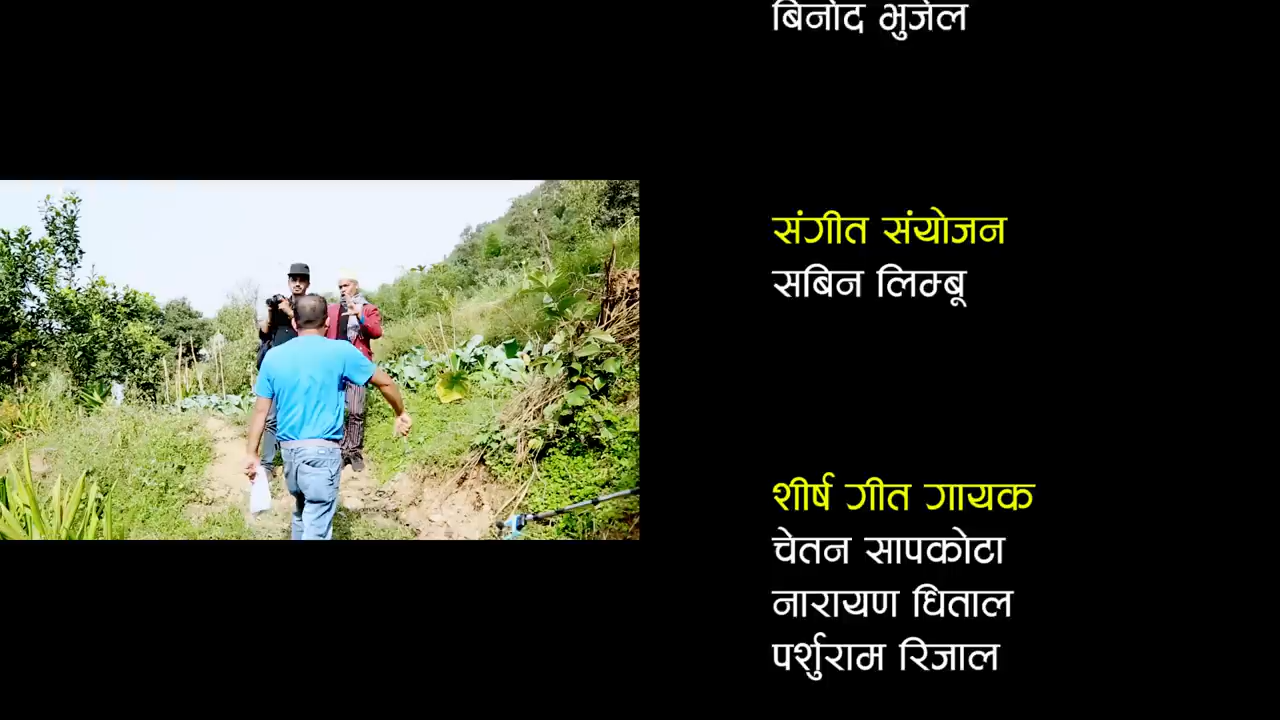 बिनोद भुजेल
संगीत संयोजन
सबिन लिम्बू
शीर्ष गीत गायक
चेतन सापकोटा
नारायण धिताल
पर्शुराम रिजाल